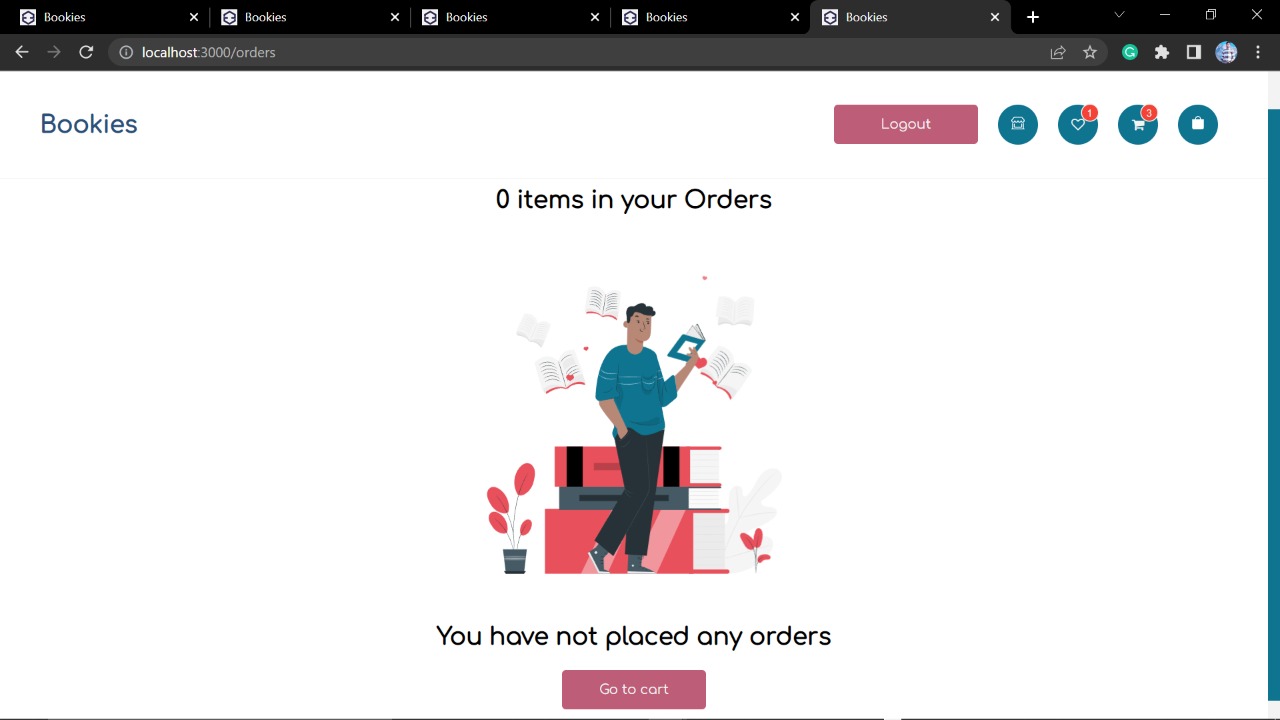 Bookies
Bookies
Bookies
Bookies
Bookies
localhost:3000/orders
Bookies
Logout
1
3
0 items in your Orders
You have not placed any orders
Go to cart